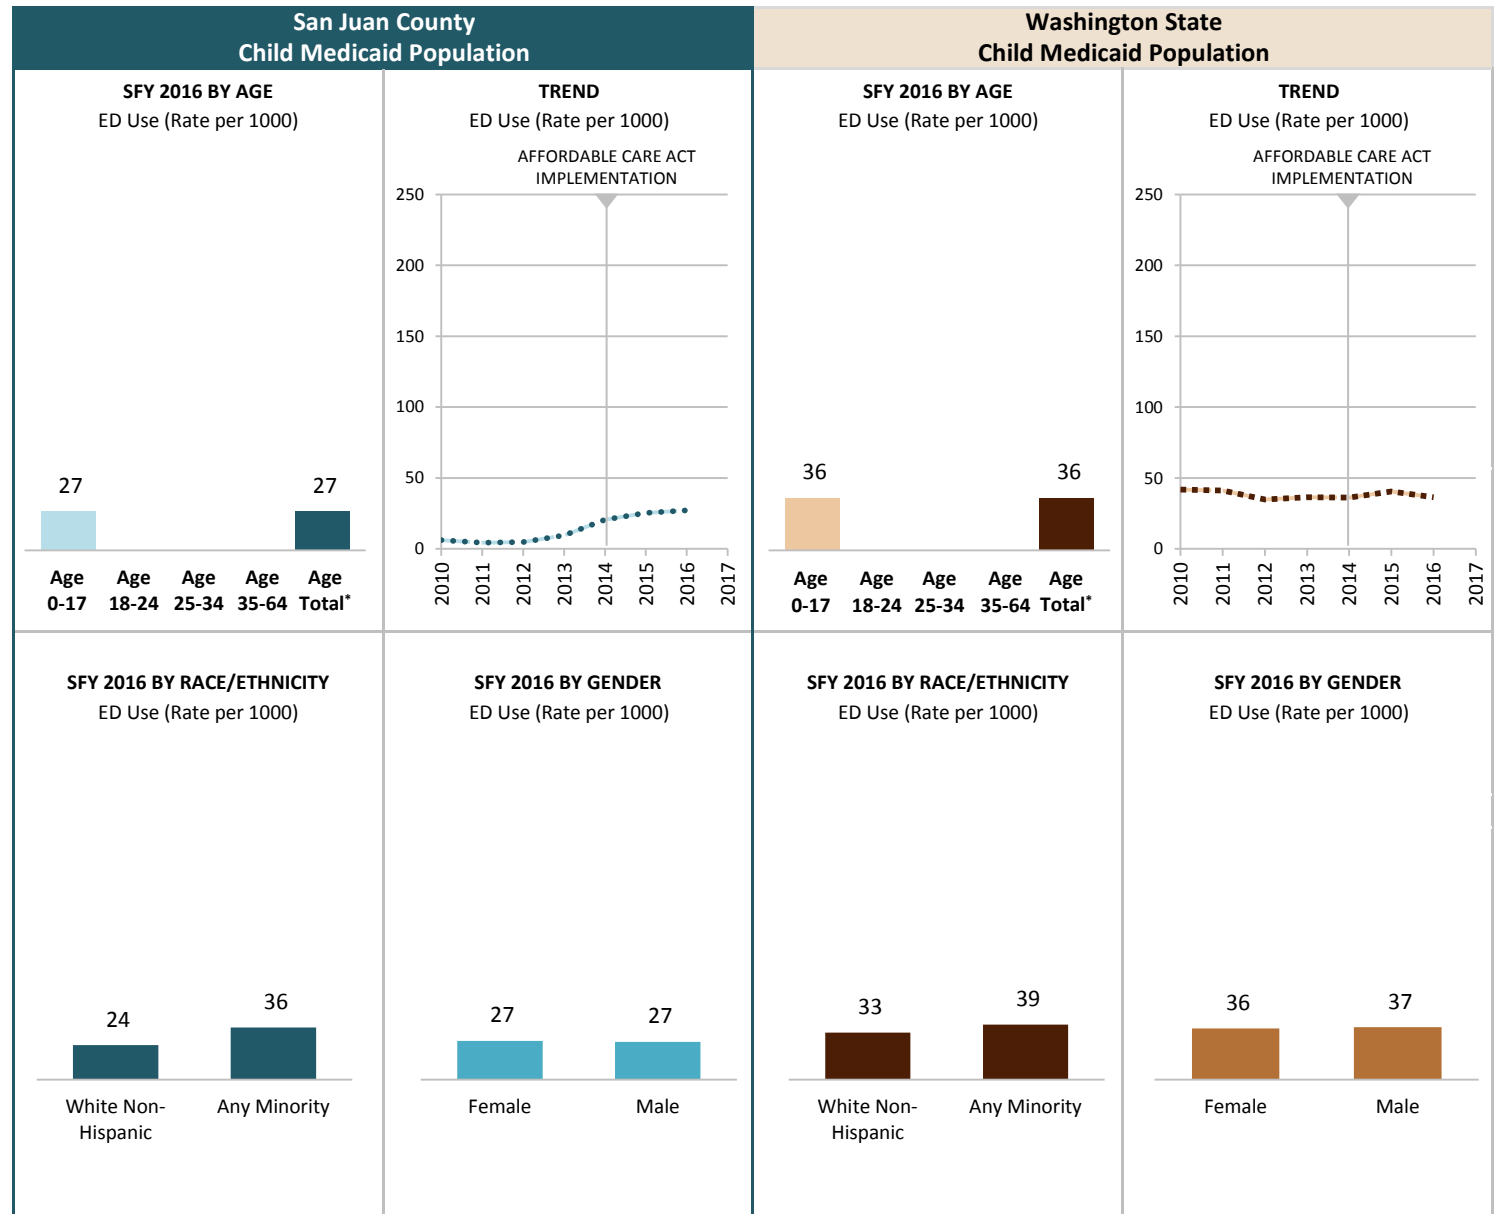 San Juan County
Child Medicaid Population
Washington State
Child Medicaid Population
SFY 2016 BY AGE
ED Use (Rate per 1000)
27
27
Age
0-17
Age
18-24
Age
25-34
Age
35-64
Age
Total*
TREND
ED Use (Rate per 1000)
AFFORDABLE CARE ACT
IMPLEMENTATION
250
200
150
100
50
0
2010
2011
2012
2013
2014
2015
2016
2017
SFY 2016 BY AGE
ED Use (Rate per 1000)
36
36
Age
0-17
Age
18-24
Age
25-34
Age
35-64
Age
Total*
TREND
ED Use (Rate per 1000)
AFFORDABLE CARE ACT
IMPLEMENTATION
250
200
150
100
50
0
2010
2011
2012
2013
2014
2015
2016
2017
SFY 2016 BY RACE/ETHNICITY
ED Use (Rate per 1000)
24
36
White Non-
Hispanic
Any Minority
SFY 2016 BY GENDER
ED Use (Rate per 1000)
27
27
Female
Male
SFY 2016 BY RACE/ETHNICITY
ED Use (Rate per 1000)
33
39
White Non-
Hispanic
Any Minority
SFY 2016 BY GENDER
ED Use (Rate per 1000)
36
37
Female
Male